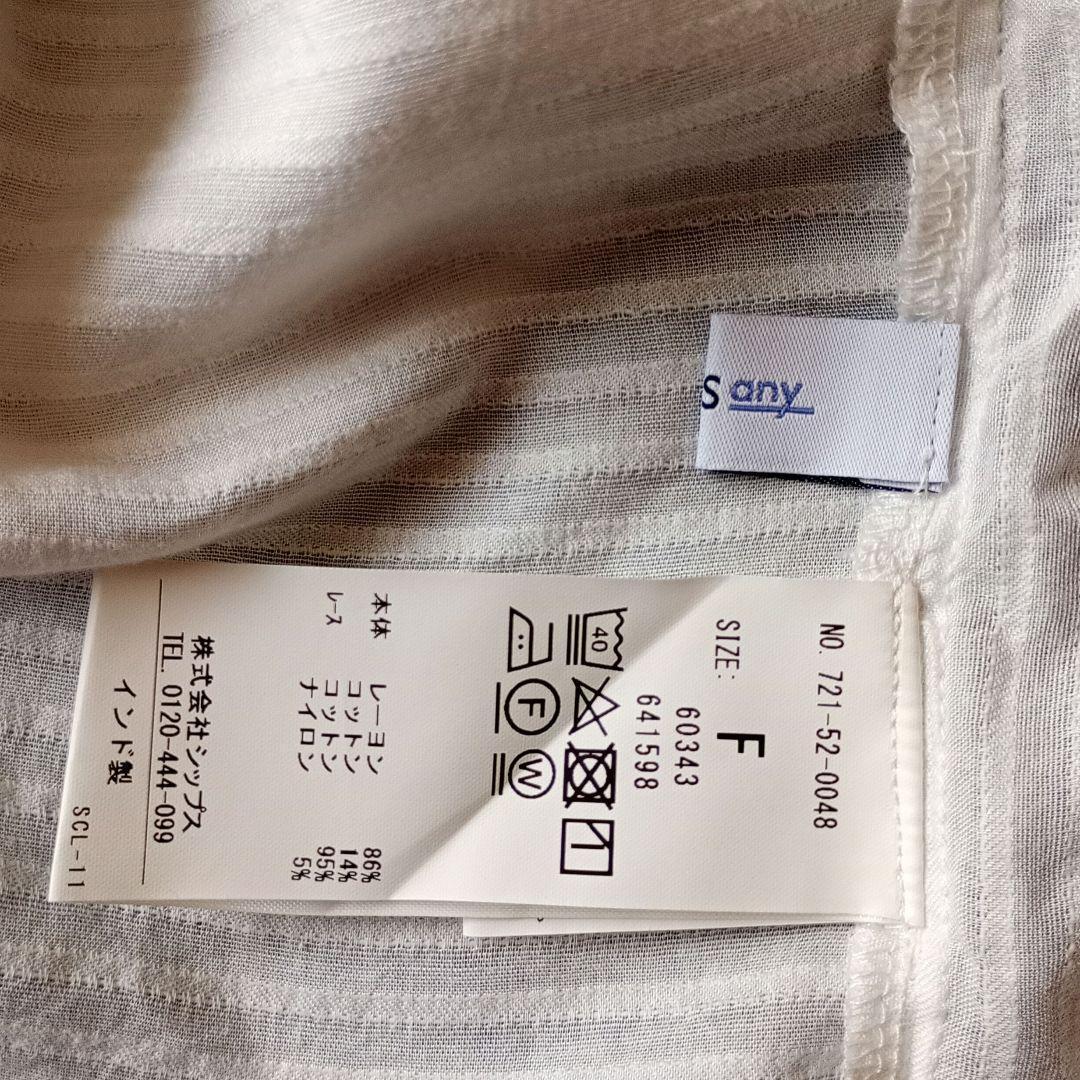 S any
NO. 721-52-0048
SIZE: F
60343
641598
40
F W
本体 レーヨン 86%
コットン 14%
レース コットン 95%
ナイロン 5%
株式会社シップス
TEL. 0120-444-099
インド製
SCL-11